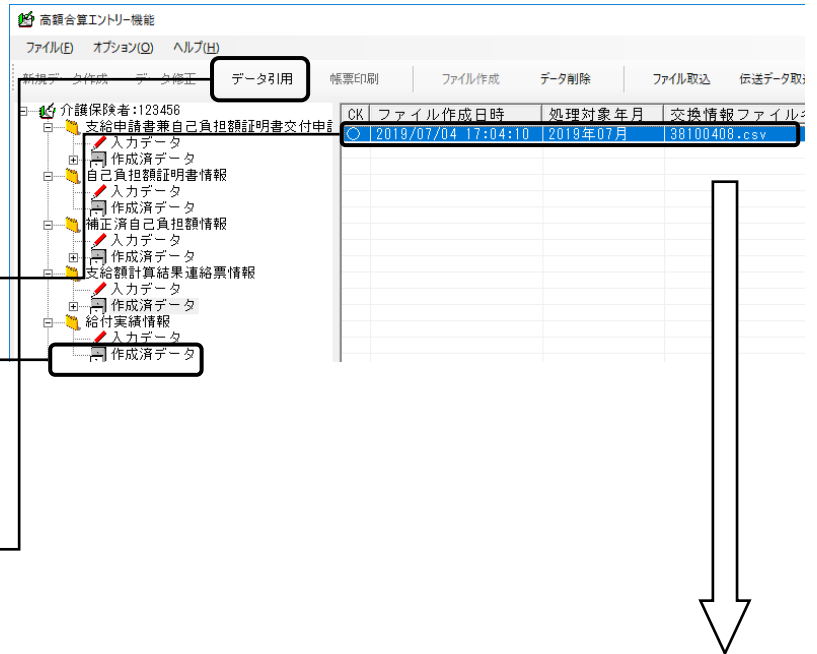 高額合算エントリー機能
ファイル(F) オプション(O) ヘルプ(H)
新規データ作成 データ修正 データ引用 帳票印刷 ファイル作成 データ削除 ファイル取込 伝送データ取
介護保険者:123456
支給申請書兼自己負担額証明書交付申
入力データ
作成済データ
自己負担額証明書情報
入力データ
作成済データ
補正済自己負担額情報
入力データ
作成済データ
支給額計算結果連絡票情報
入力データ
作成済データ
給付実績情報
入力データ
作成済データ
CK ファイル作成日時 処理対象年月 交換情報ファイル
○ 2019/07/04 17:04:10 2019年07月 38100408.csv